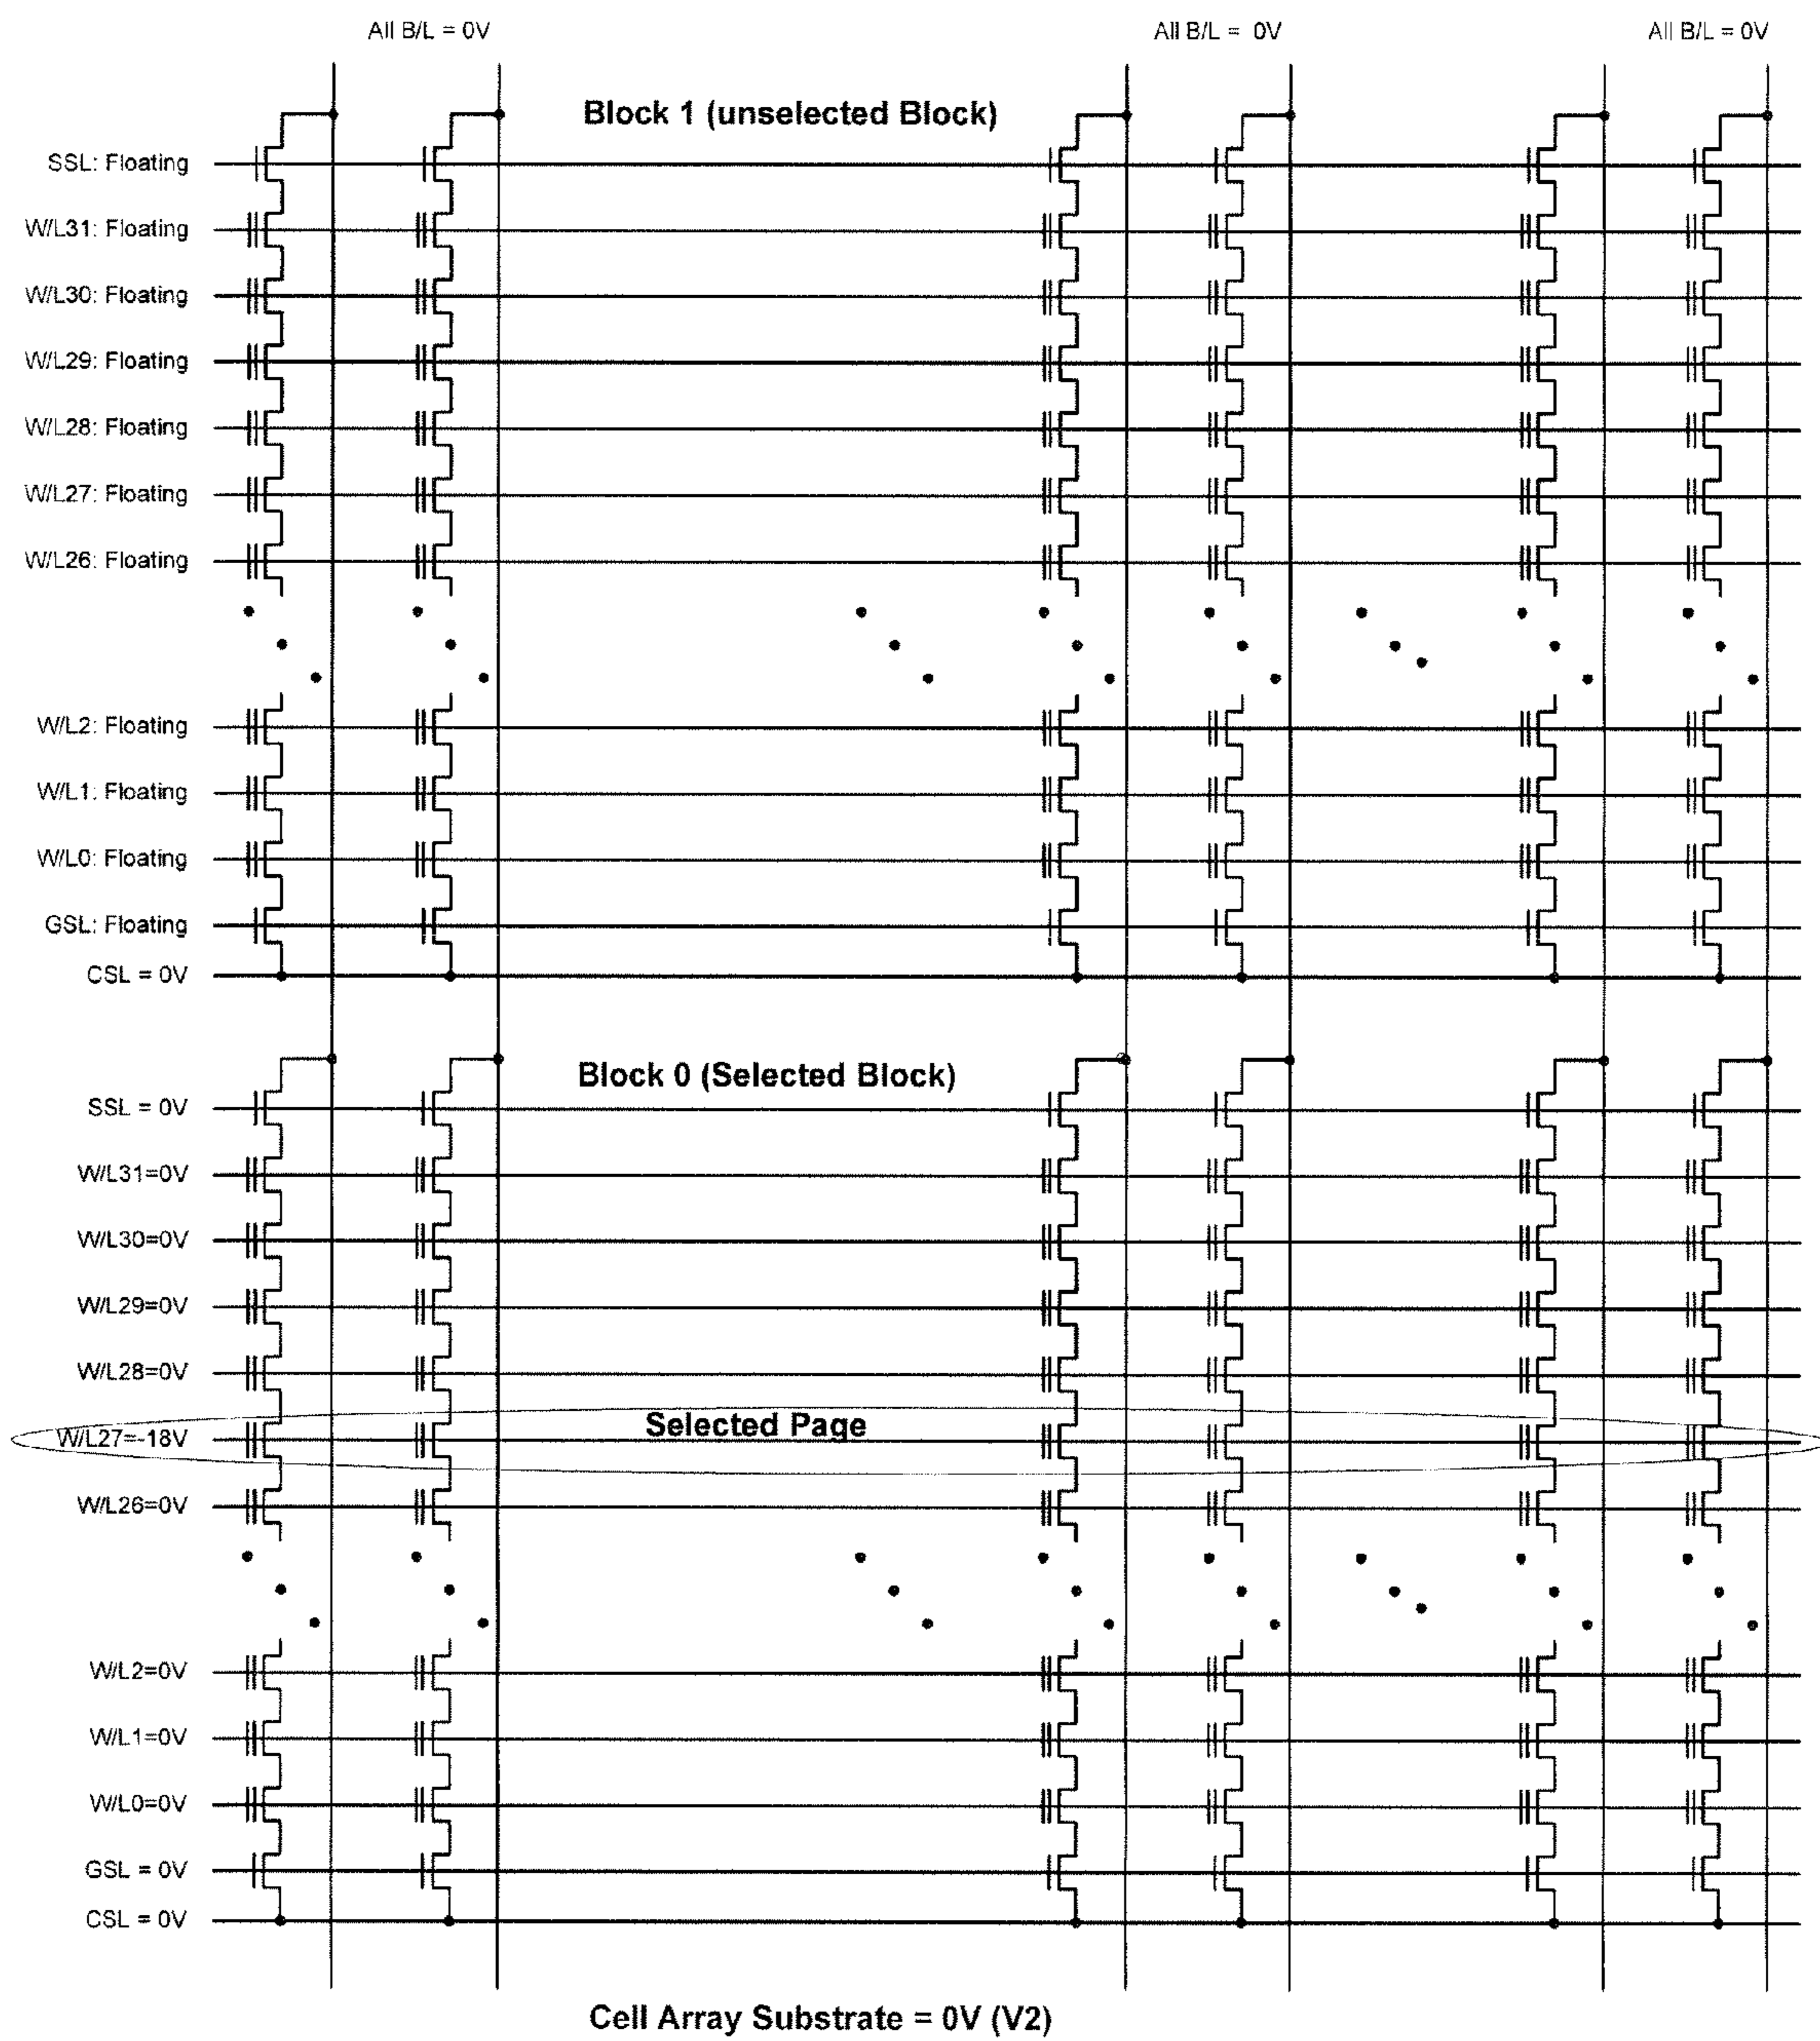 All B/L = 0V
All B/L = 0V
All B/L = 0V
Block 1 (unselected Block)
SSL: Floating
W/L31: Floating
W/L30: Floating
W/L29: Floating
W/L28: Floating
W/L27: Floating
W/L26: Floating
W/L2: Floating
W/L1: Floating
W/L0: Floating
GSL: Floating
CSL = 0V
Block 0 (Selected Block)
SSL = 0V
W/L31=0V
W/L30=0V
W/L29=0V
W/L28=0V
Selected Page
W/L27=-18V
W/L26=0V
W/L2=0V
W/L1=0V
W/L0=0V
GSL = 0V
CSL = 0V
Cell Array Substrate = 0V (V2)